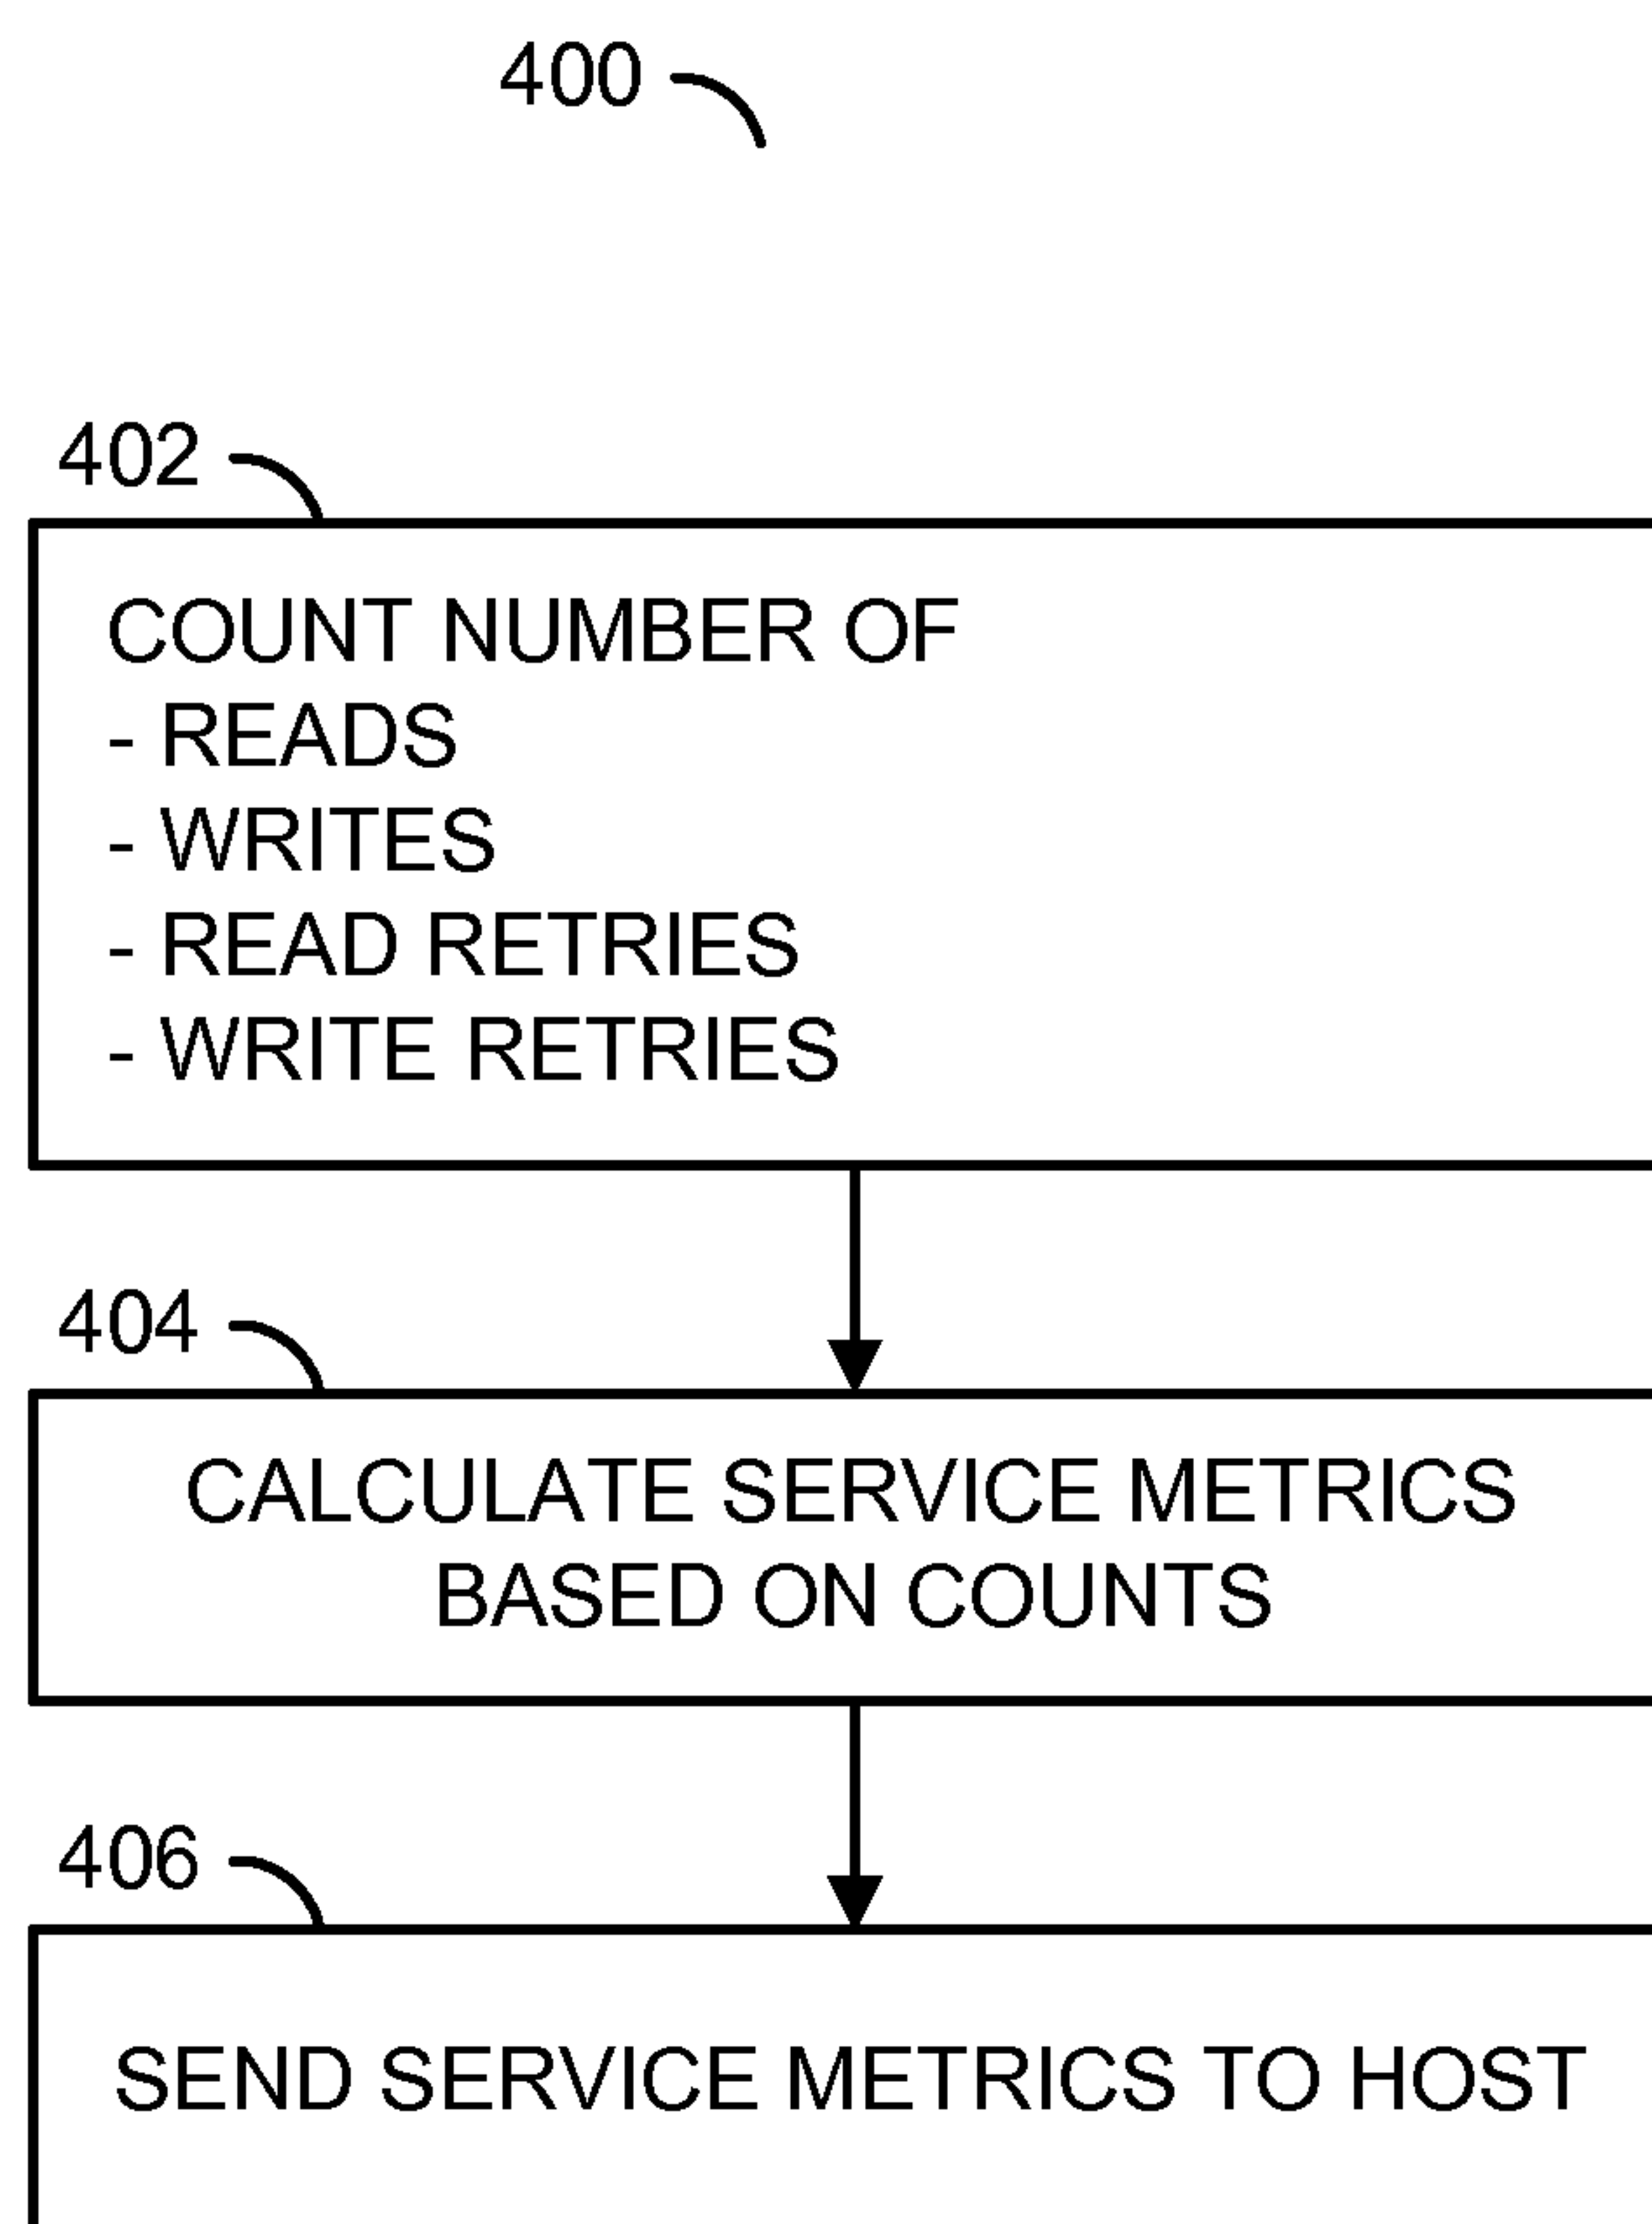 400
402
COUNT NUMBER OF
- READS
- WRITES
- READ RETRIES
- WRITE RETRIES
404
CALCULATE SERVICE METRICS
BASED ON COUNTS
406
SEND SERVICE METRICS TO HOST